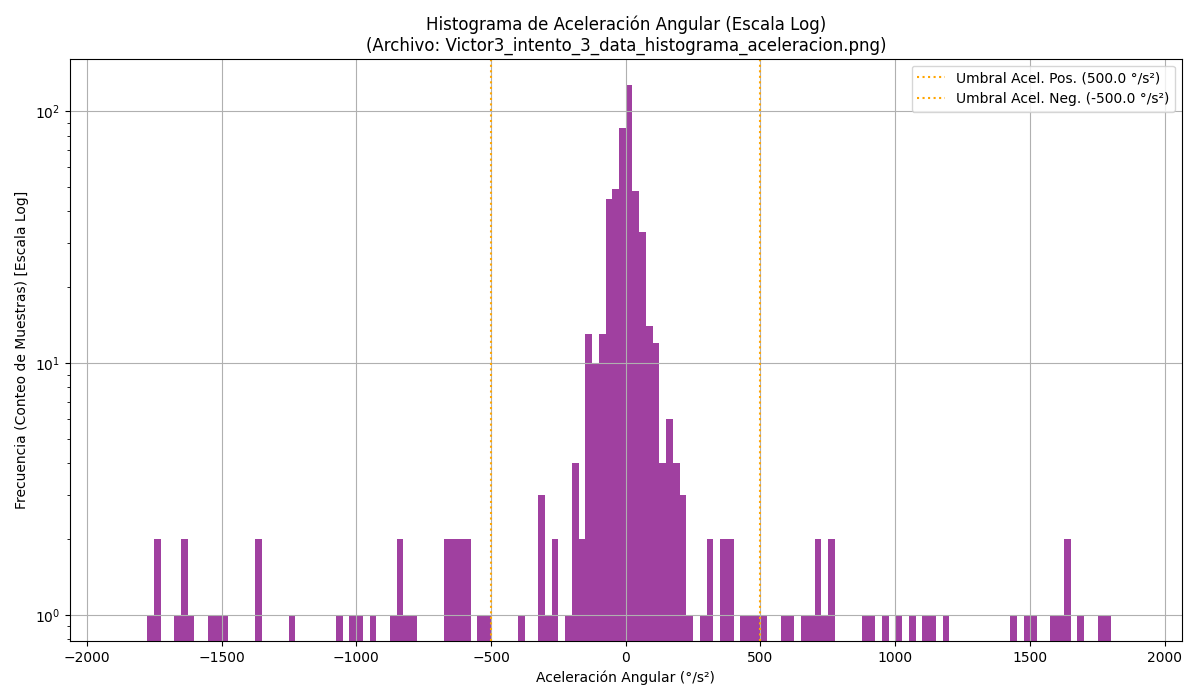 Histograma de Aceleración Angular (Escala Log)
(Archivo: Victor3_intento_3_data_histograma_aceleracion.png)
Umbral Acel. Pos. (500.0 °/s²)
Umbral Acel. Neg. (-500.0 °/s²)
Frecuencia (Conteo de Muestras) [Escala Log]
10²
10¹
10⁰
−2000 −1500 −1000 −500 0 500 1000 1500 2000
Aceleración Angular (°/s²)